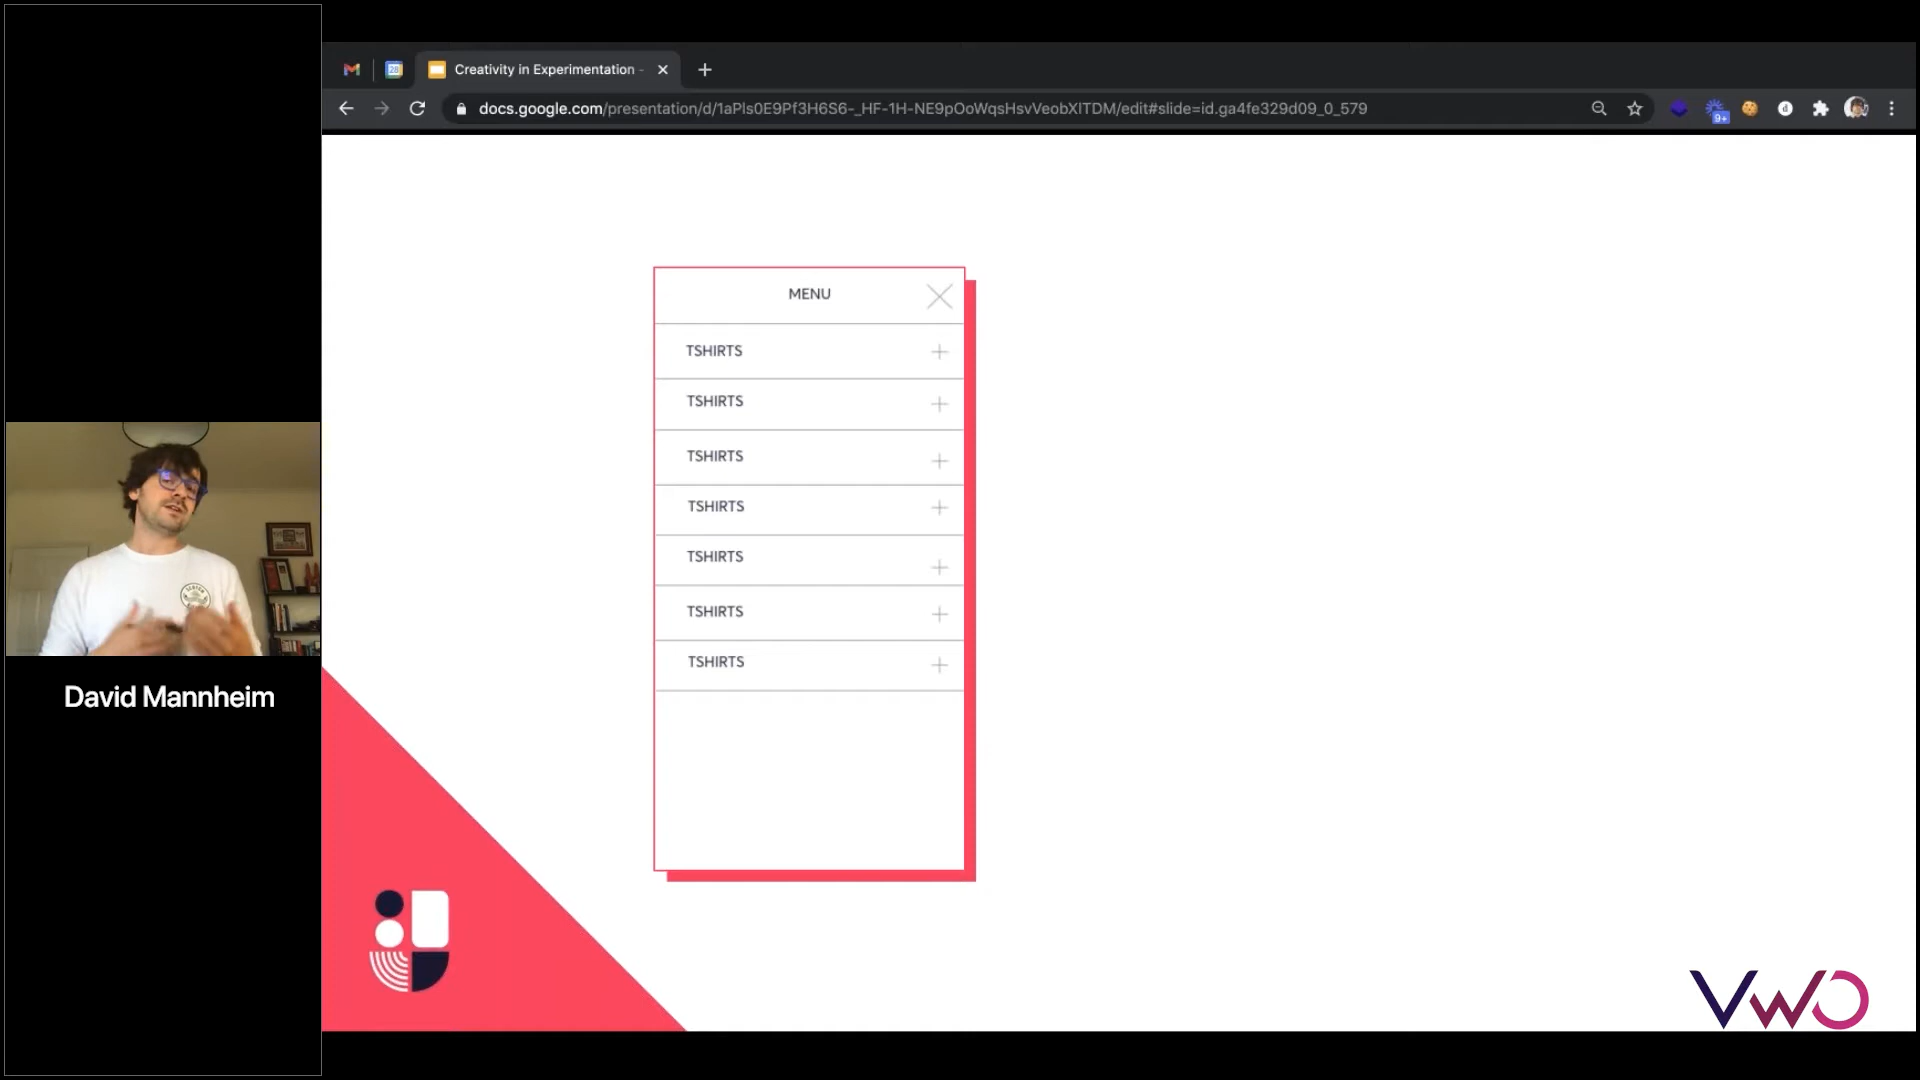 Creativity in Experimentation -
docs.google.com/presentation/d/1aPls0E9Pf3H6S6-_HF-1H-NE9pOoWqsHsvVeobXITDM/edit#slide=id.ga4fe329d09_0_579
9+
d
MENU
TSHIRTS
TSHIRTS
TSHIRTS
TSHIRTS
TSHIRTS
TSHIRTS
TSHIRTS
David Mannheim
VWO